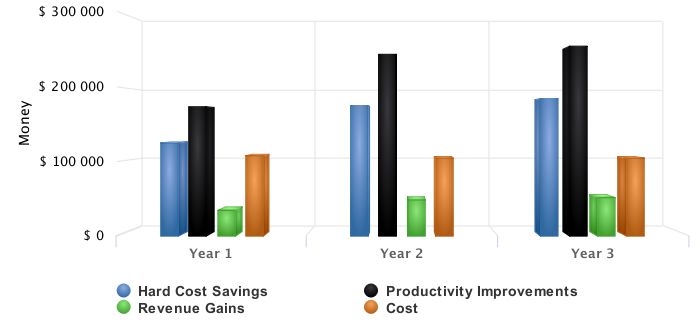 $ 300 000
$ 200 000
$ 100 000
$ 0
Money
Year 1
Year 2
Year 3
Hard Cost Savings
Productivity Improvements
Revenue Gains
Cost